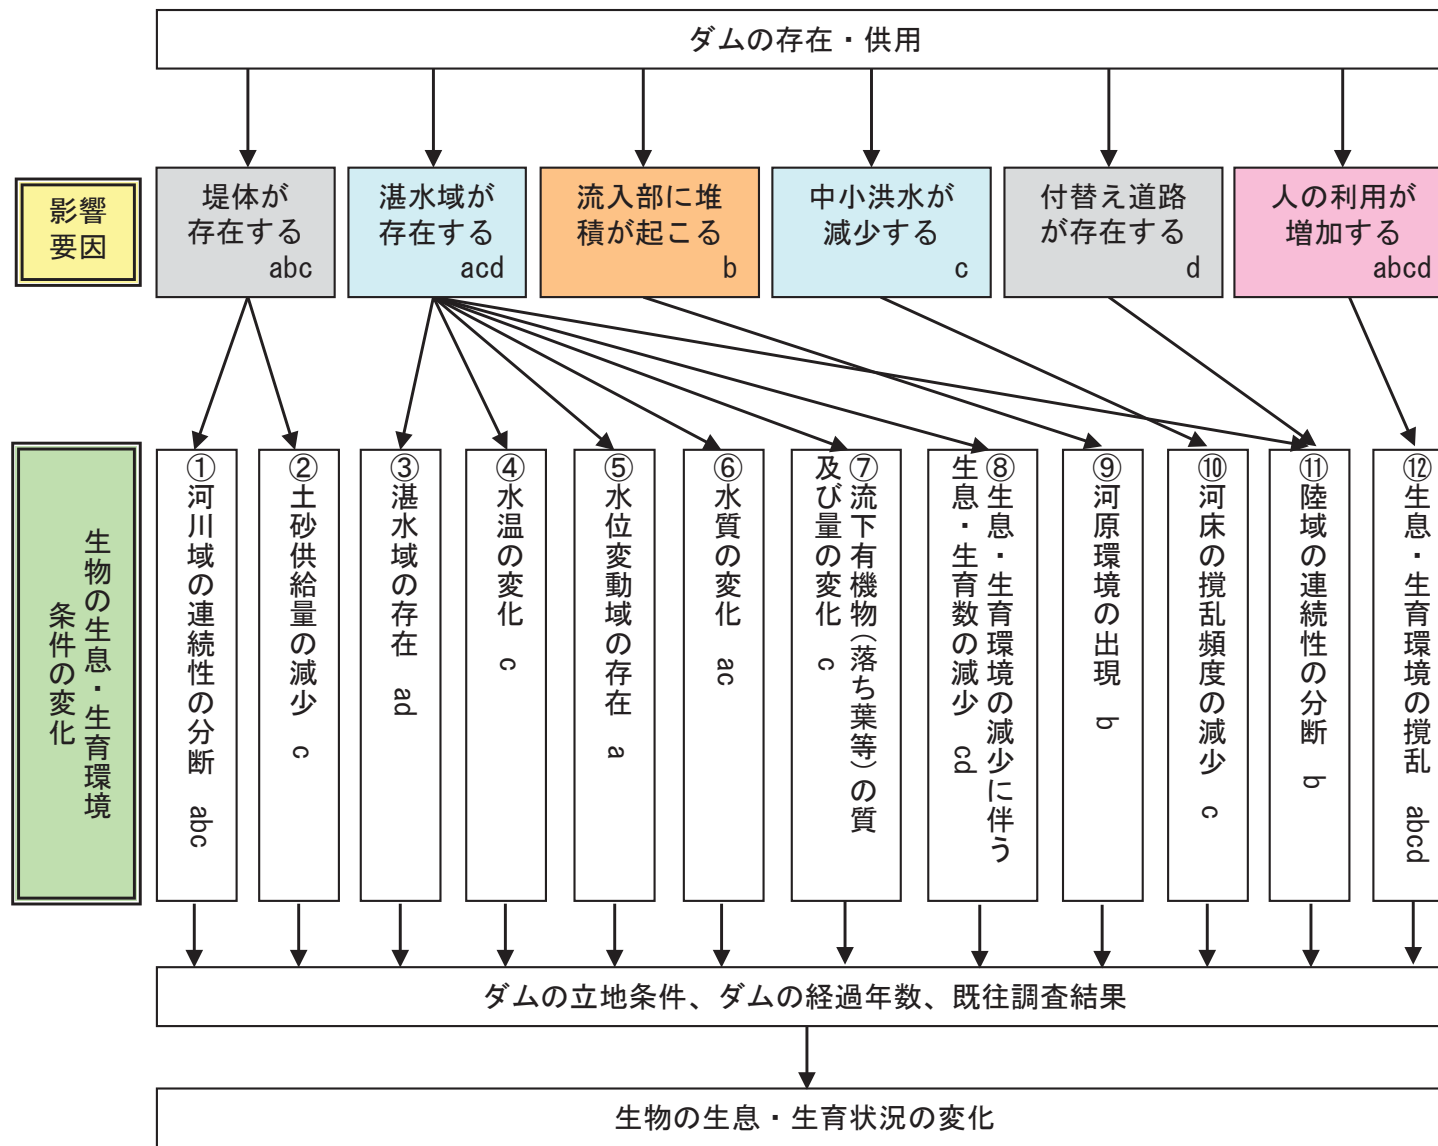 ダムの存在・供用
影響
要因
堤体が
存在する
abc
湛水域が
存在する
acd
流入部に堆
積が起こる
b
中小洪水が
減少する
c
付替え道路
が存在する
d
人の利用が
増加する
abcd
生物の生息・生育環境
条件の変化
①河川域の連続性の分断 abc
②土砂供給量の減少 c
③湛水域の存在 ad
④水温の変化 c
⑤水位変動域の存在 a
⑥水質の変化 ac
⑦流下有機物(落ち葉等)の質
及び量の変化 c
⑧生息・生育環境の減少に伴う
生息・生育数の減少 cd
⑨河原環境の出現 b
⑩河床の撹乱頻度の減少 c
⑪陸域の連続性の分断 b
⑫生息・生育環境の撹乱 abcd
ダムの立地条件、ダムの経過年数、既往調査結果
生物の生息・生育状況の変化